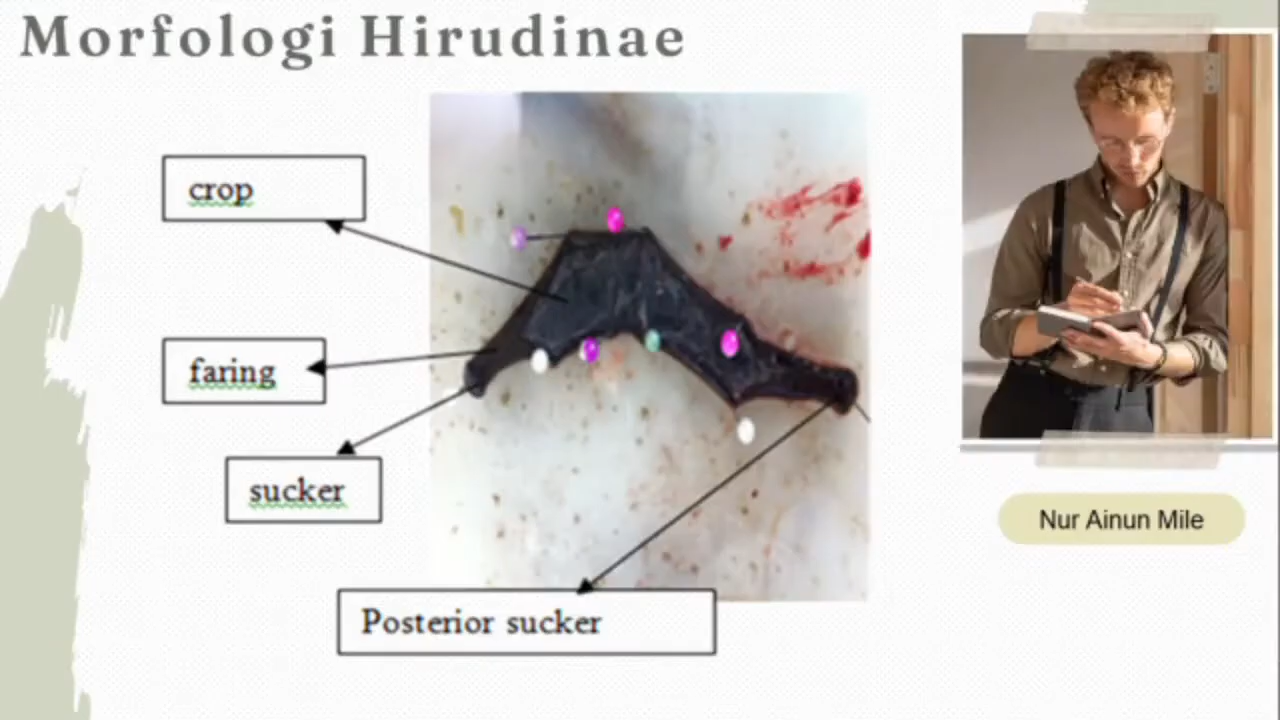 Morfologi Hirudinae
crop
faring
sucker
Posterior sucker
Nur Ainun Mile